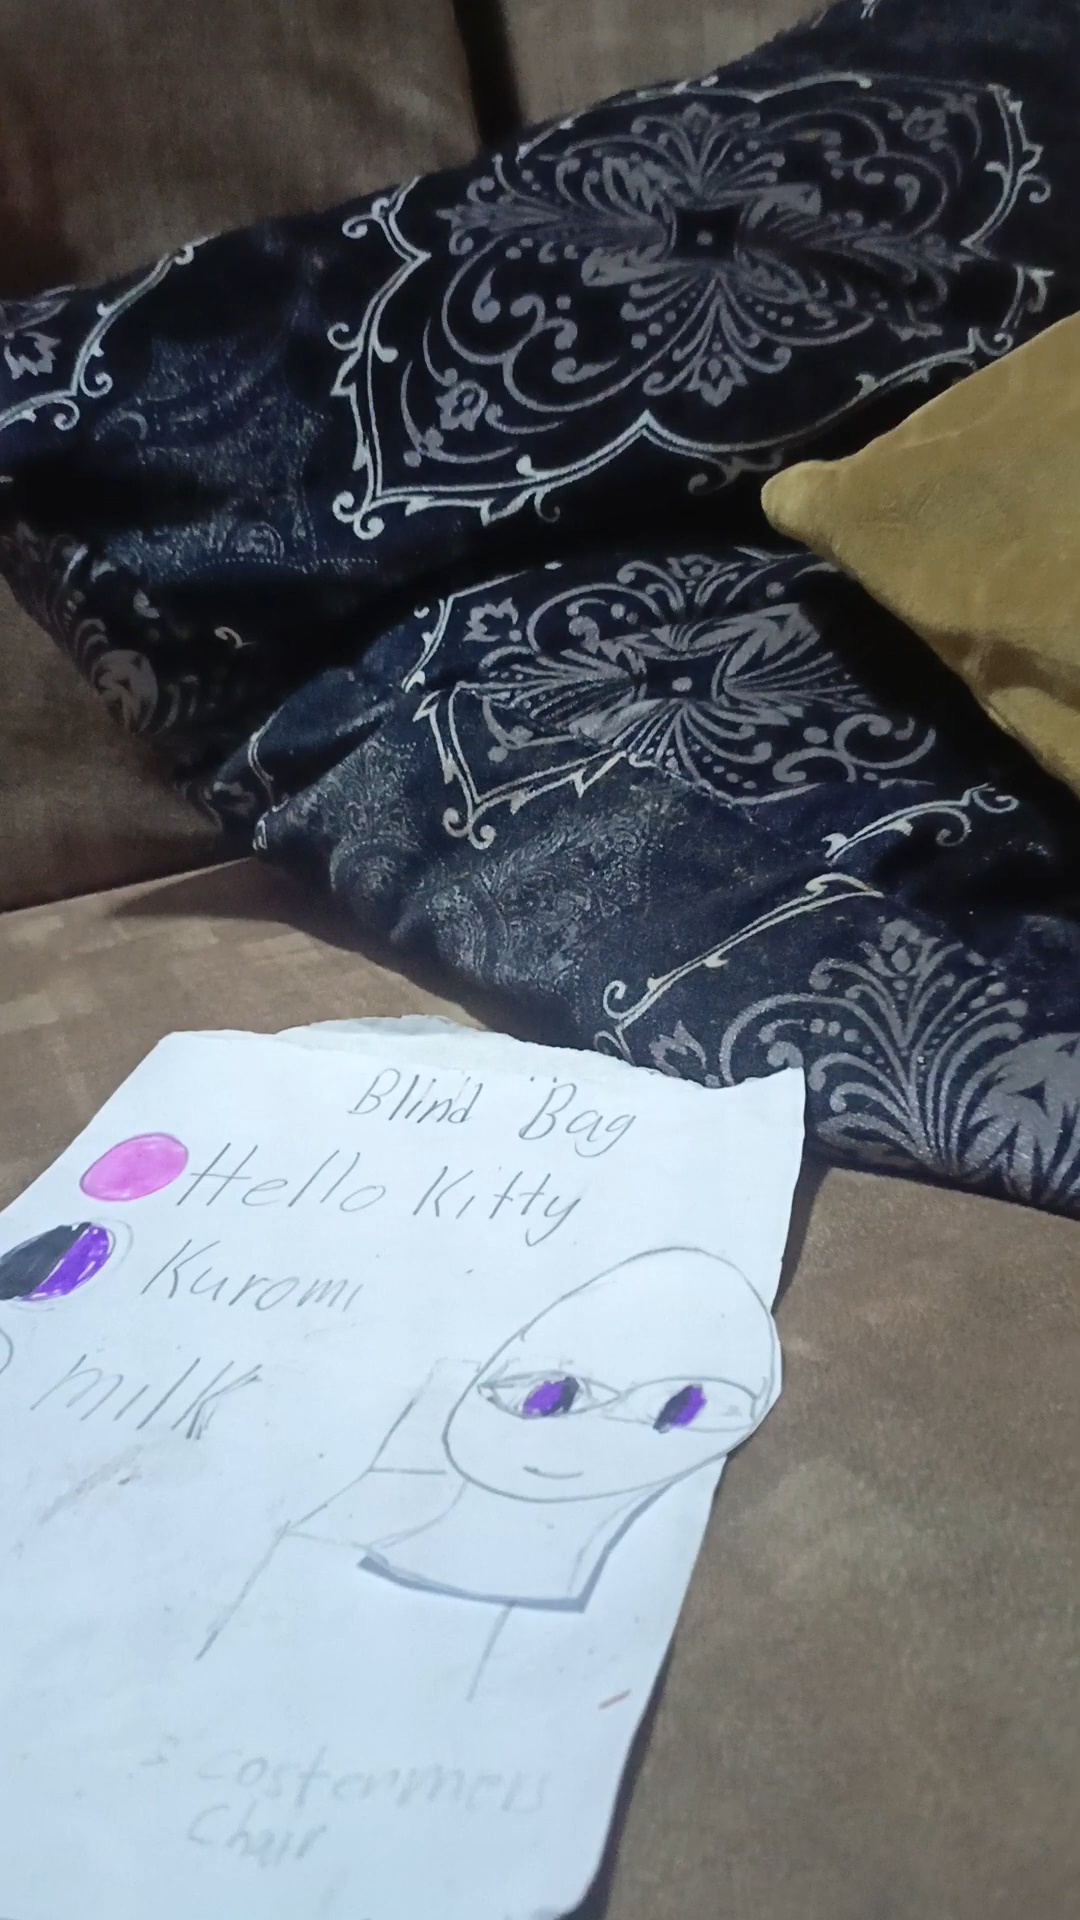 Blind Bag
Hello Kitty
Kuromi
milk
costermers
Chair